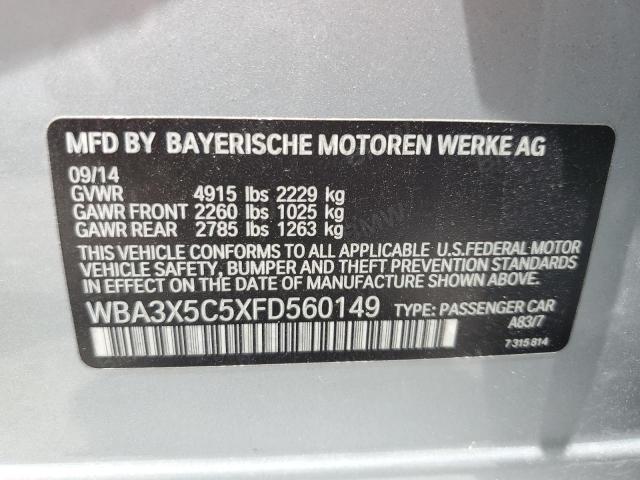 MFD BY BAYERISCHE MOTOREN WERKE AG
09/14
GVWR 4915 lbs 2229 kg
GAWR FRONT 2260 lbs 1025 kg
GAWR REAR 2785 lbs 1263 kg
THIS VEHICLE CONFORMS TO ALL APPLICABLE U.S.FEDERAL MOTOR
VEHICLE SAFETY, BUMPER AND THEFT PREVENTION STANDARDS
IN EFFECT ON THE DATE OF MANUFACTURE SHOWN ABOVE.
WBA3X5C5XFD560149 TYPE: PASSENGER CAR
A83/7
7 315 814